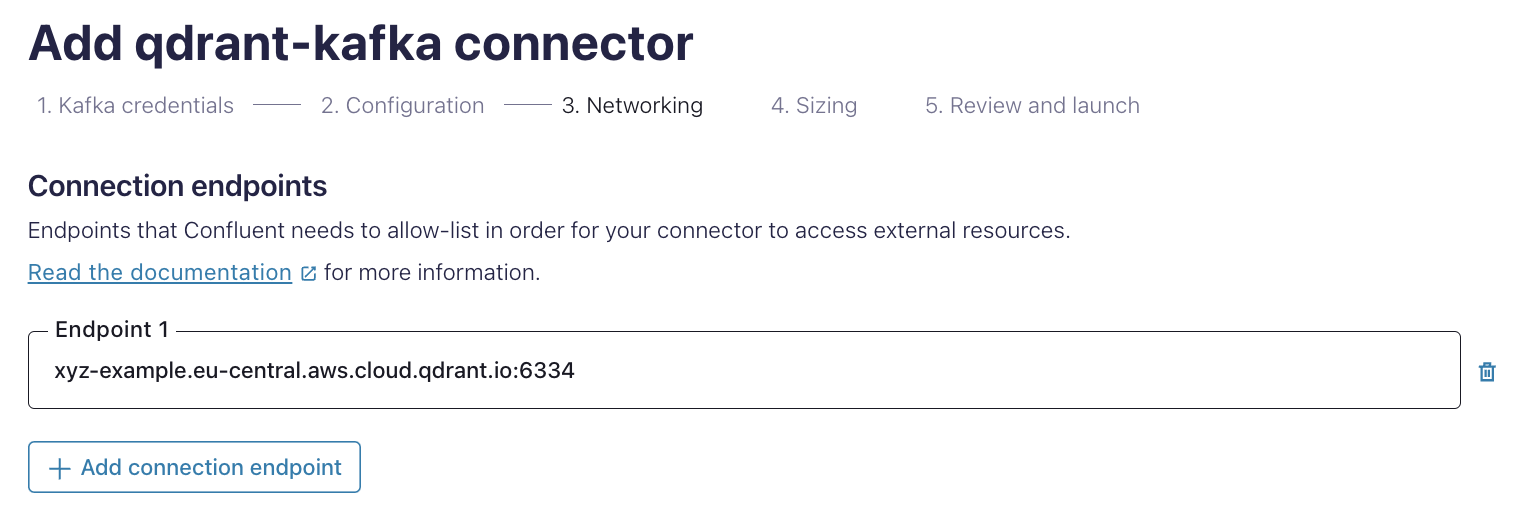 Add qdrant-kafka connector
1. Kafka credentials 2. Configuration 3. Networking 4. Sizing 5. Review and launch
Connection endpoints
Endpoints that Confluent needs to allow-list in order for your connector to access external resources.
Read the documentation for more information.
Endpoint 1
xyz-example.eu-central.aws.cloud.qdrant.io:6334
Add connection endpoint